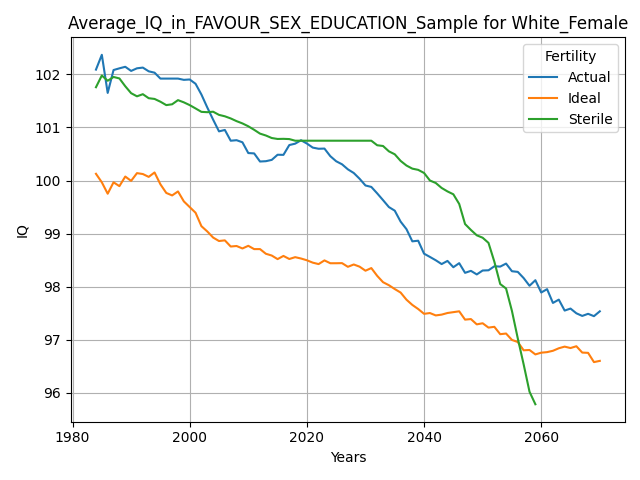 Average_IQ_in_FAVOUR_SEX_EDUCATION_Sample for White_Female
Fertility
Actual
Ideal
Sterile
IQ
102
101
100
99
98
97
96
1980
2000
2020
2040
2060
Years